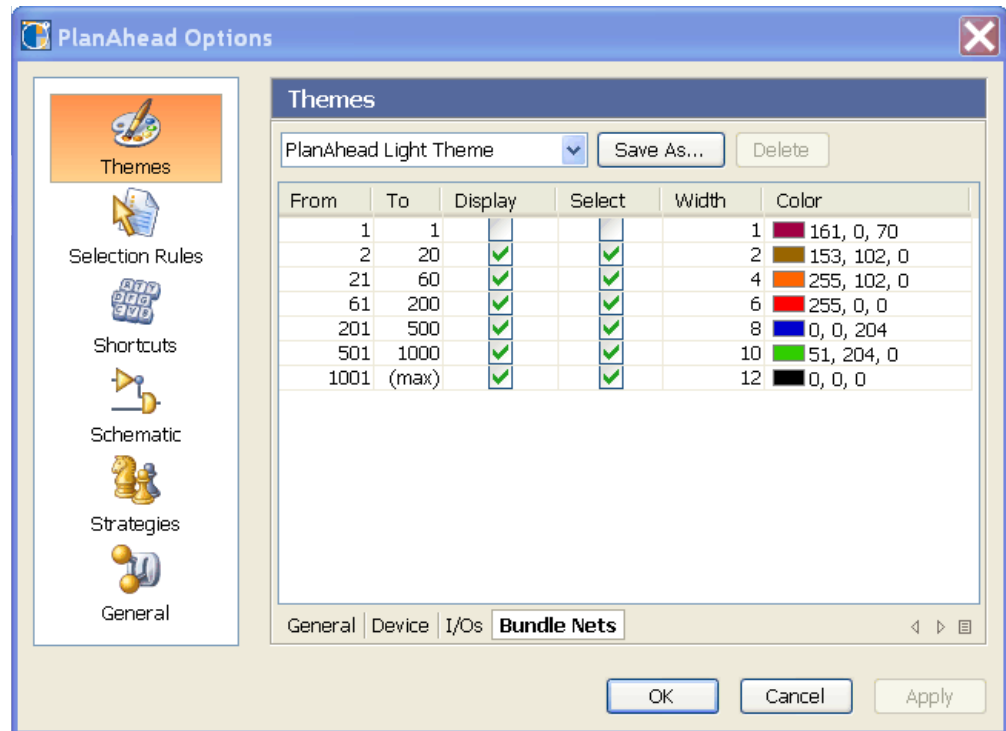 PlanAhead Options
Themes
Selection Rules
Shortcuts
Schematic
Strategies
General
Themes
PlanAhead Light Theme Save As... Delete
From To Display Select Width Color
1 1 1 161, 0, 70
2 20 2 153, 102, 0
21 60 4 255, 102, 0
61 200 6 255, 0, 0
201 500 8 0, 0, 204
501 1000 10 51, 204, 0
1001 (max) 12 0, 0, 0
General Device I/Os Bundle Nets
OK Cancel Apply